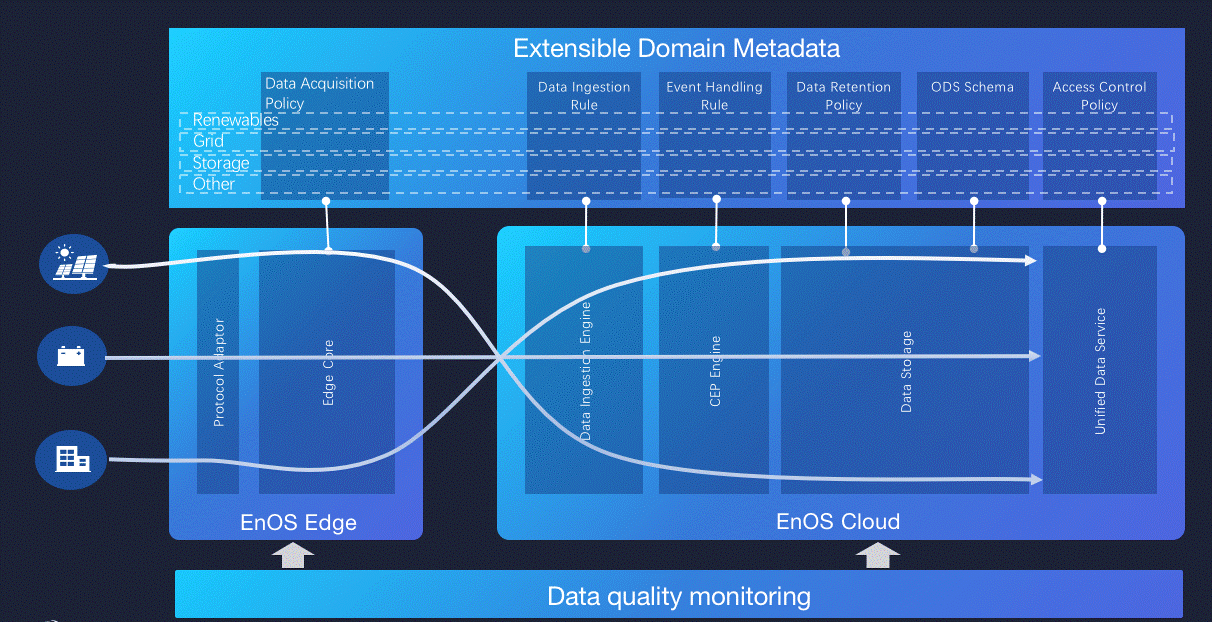 Extensible Domain Metadata
Data Acquisition
Policy
Data Ingestion
Rule
Event Handling
Rule
Data Retention
Policy
ODS Schema
Access Control
Policy
Renewables
Grid
Storage
Other
Protocol Adaptor
Edge Core
Data Ingestion Engine
CEP Engine
Data Storage
Unified Data Service
EnOS Edge
EnOS Cloud
Data quality monitoring